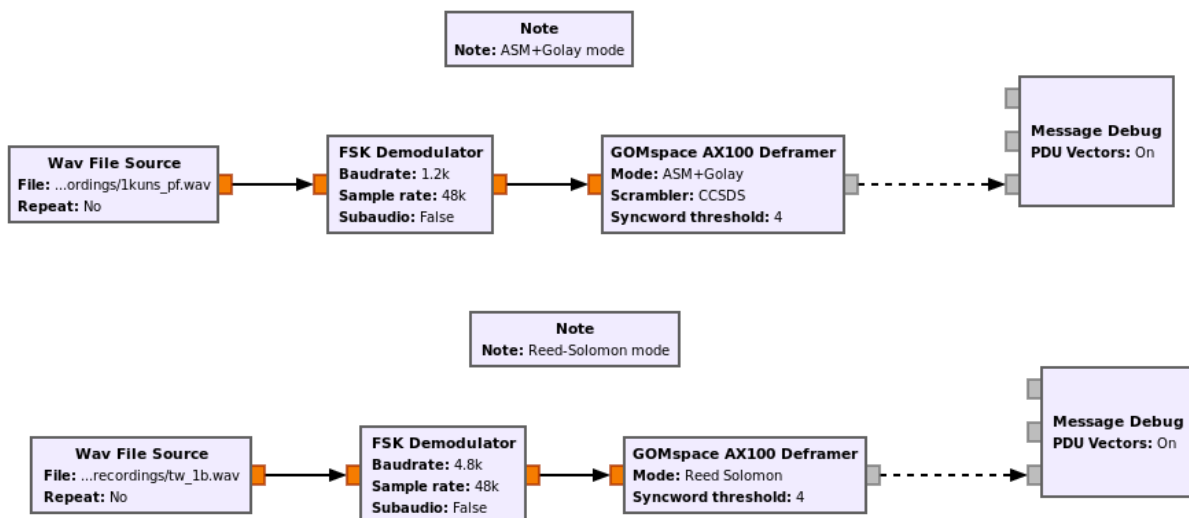 Note
Note: ASM+Golay mode
Wav File Source
File: ...ordings/1kuns_pf.wav
Repeat: No
FSK Demodulator
Baudrate: 1.2k
Sample rate: 48k
Subaudio: False
GOMspace AX100 Deframer
Mode: ASM+Golay
Scrambler: CCSDS
Syncword threshold: 4
Message Debug
PDU Vectors: On
Note
Note: Reed-Solomon mode
Wav File Source
File: ...recordings/tw_1b.wav
Repeat: No
FSK Demodulator
Baudrate: 4.8k
Sample rate: 48k
Subaudio: False
GOMspace AX100 Deframer
Mode: Reed Solomon
Syncword threshold: 4
Message Debug
PDU Vectors: On